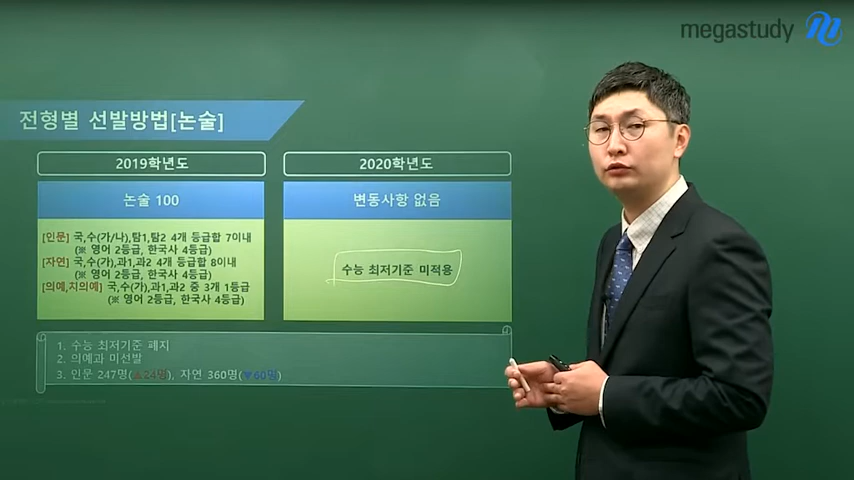 megastudy
전형별 선발방법[논술]
2019학년도
논술 100
[인문] 국,수(가/나),탐1,탐2 4개 등급합 7이내
(※ 영어 2등급, 한국사 4등급)
[자연] 국,수(가),과1,과2 4개 등급합 8이내
(※ 영어 2등급, 한국사 4등급)
[의예,치의예] 국,수(가),과1,과2 중 3개 1등급
(※ 영어 2등급, 한국사 4등급)
2020학년도
변동사항 없음
수능 최저기준 미적용
1. 수능 최저기준 폐지
2. 의예과 미선발
3. 인문 247명(▲24명), 자연 360명(▼60명)